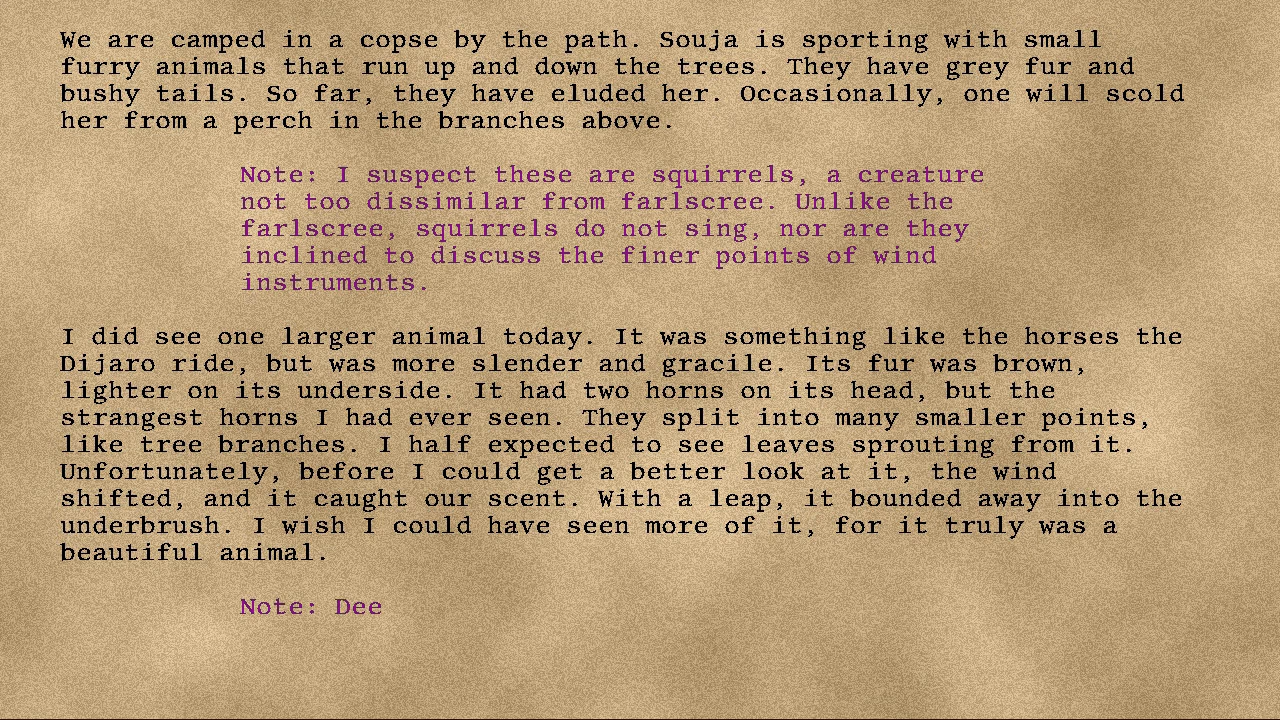 We are camped in a copse by the path. Souja is sporting with small
furry animals that run up and down the trees. They have grey fur and
bushy tails. So far, they have eluded her. Occasionally, one will scold
her from a perch in the branches above.
Note: I suspect these are squirrels, a creature
not too dissimilar from farlscree. Unlike the
farlscree, squirrels do not sing, nor are they
inclined to discuss the finer points of wind
instruments.
I did see one larger animal today. It was something like the horses the
Dijaro ride, but was more slender and gracile. Its fur was brown,
lighter on its underside. It had two horns on its head, but the
strangest horns I had ever seen. They split into many smaller points,
like tree branches. I half expected to see leaves sprouting from it.
Unfortunately, before I could get a better look at it, the wind
shifted, and it caught our scent. With a leap, it bounded away into the
underbrush. I wish I could have seen more of it, for it truly was a
beautiful animal.
Note: Dee